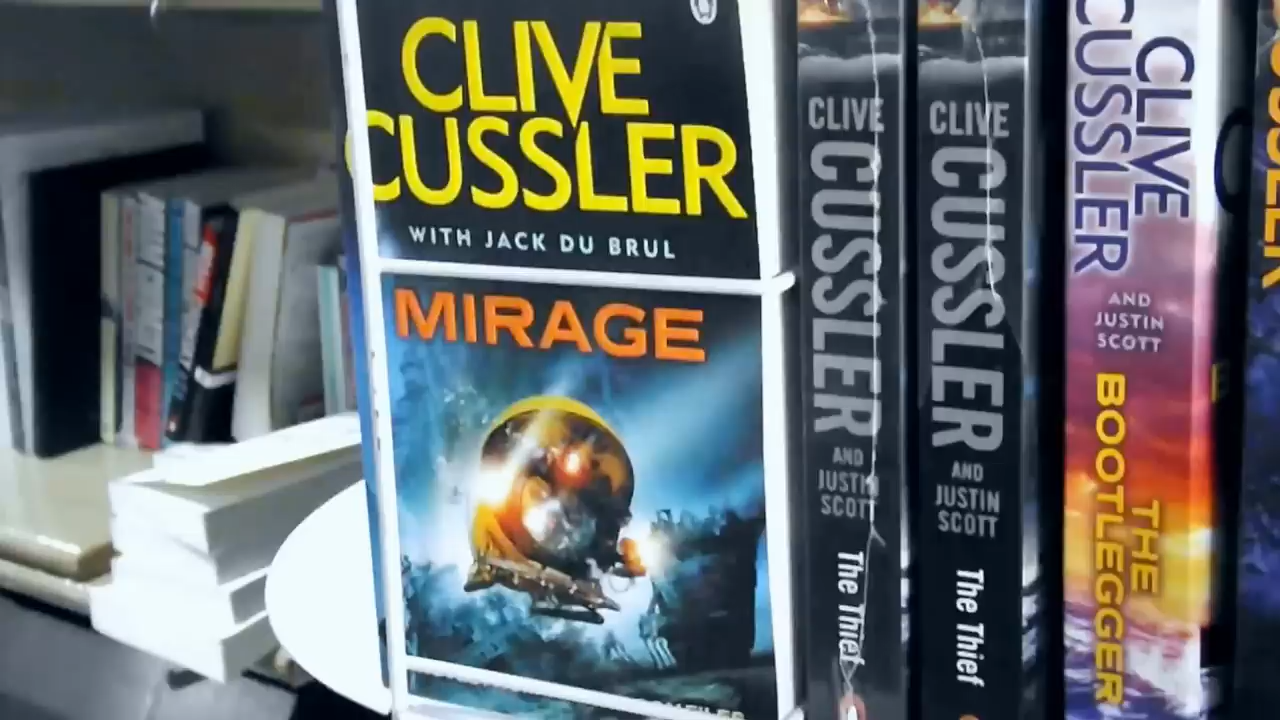 CLIVE
CUSSLER
WITH JACK DU BRUL
MIRAGE
CLIVE
CUSSLER
AND
JUSTIN
SCOTT
The Thief
CLIVE
CUSSLER
AND
JUSTIN
SCOTT
The Thief
CLIVE
CUSSLER
AND
JUSTIN
SCOTT
THE
BOOTLEGGER